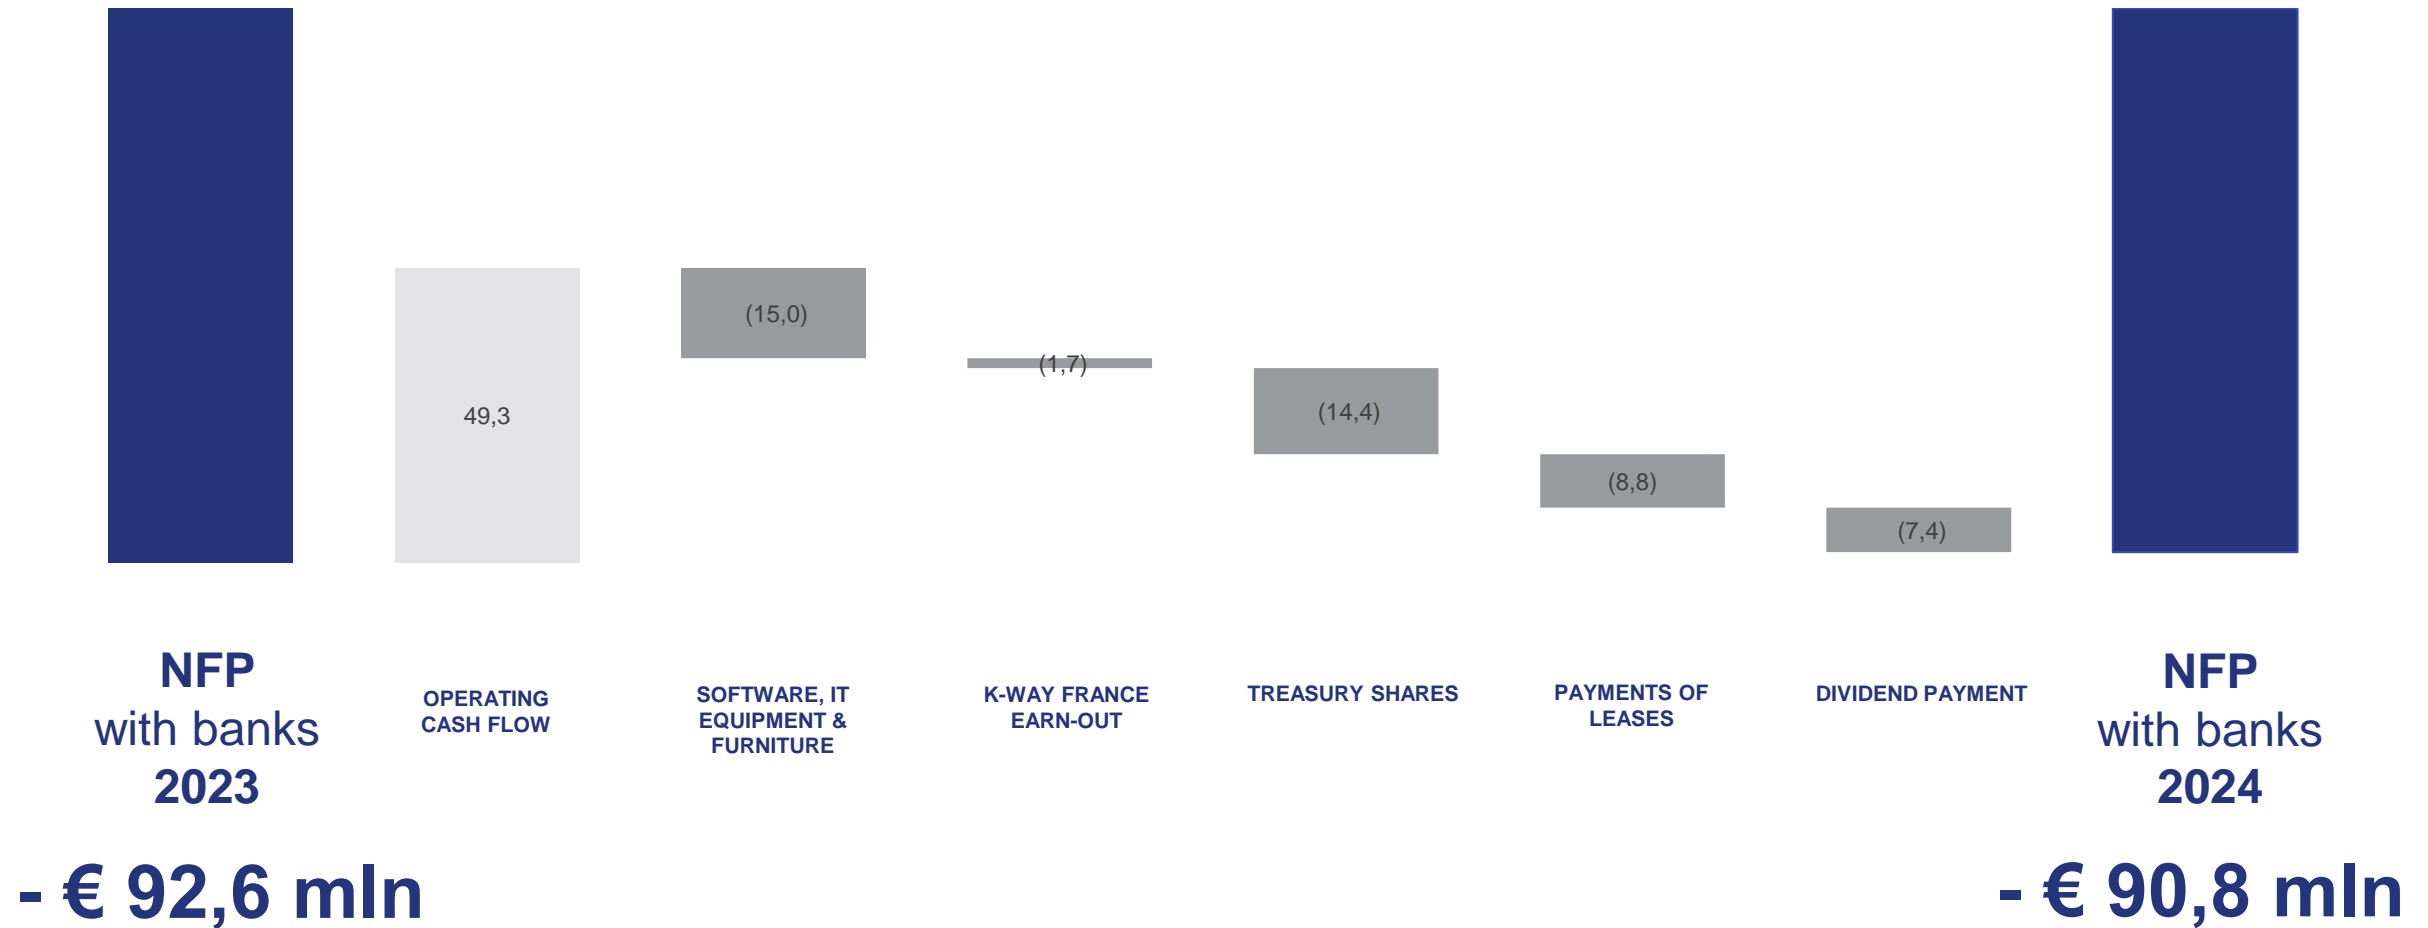 49,3
(15,0)
(1,7)
(14,4)
(8,8)
(7,4)
NFP
with banks
2023
OPERATING
CASH FLOW
SOFTWARE, IT
EQUIPMENT &
FURNITURE
K-WAY FRANCE
EARN-OUT
TREASURY SHARES
PAYMENTS OF
LEASES
DIVIDEND PAYMENT
NFP
with banks
2024
- € 92,6 mln
- € 90,8 mln